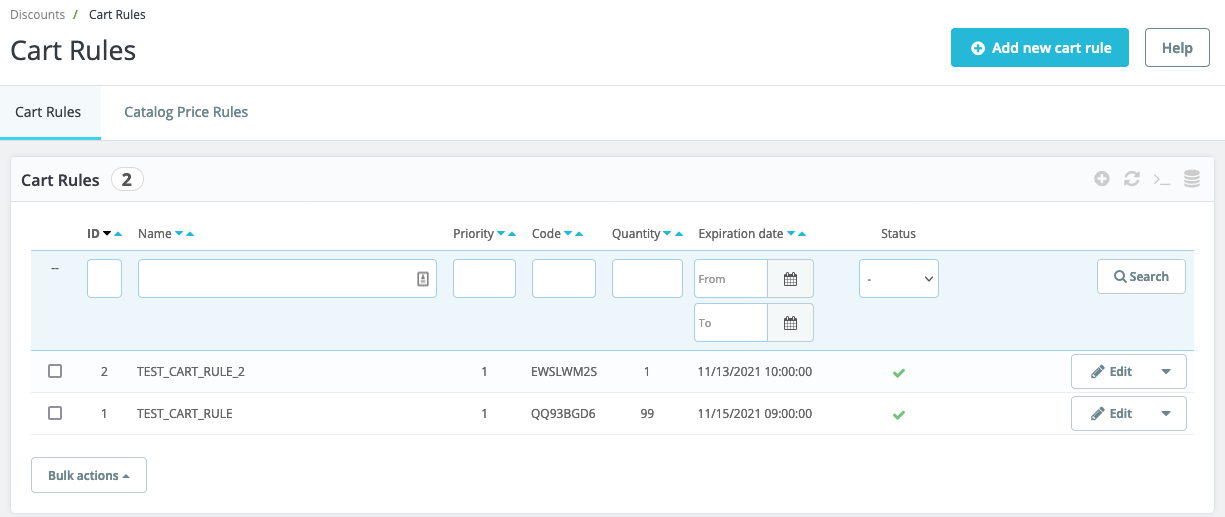 Discounts / Cart Rules
Cart Rules
Add new cart rule
Help
Cart Rules
Catalog Price Rules
Cart Rules 2
ID Name Priority Code Quantity Expiration date Status
-- From - Search
To
2 TEST_CART_RULE_2 1 EWSLWM2S 1 11/13/2021 10:00:00 Edit
1 TEST_CART_RULE 1 QQ93BGD6 99 11/15/2021 09:00:00 Edit
Bulk actions